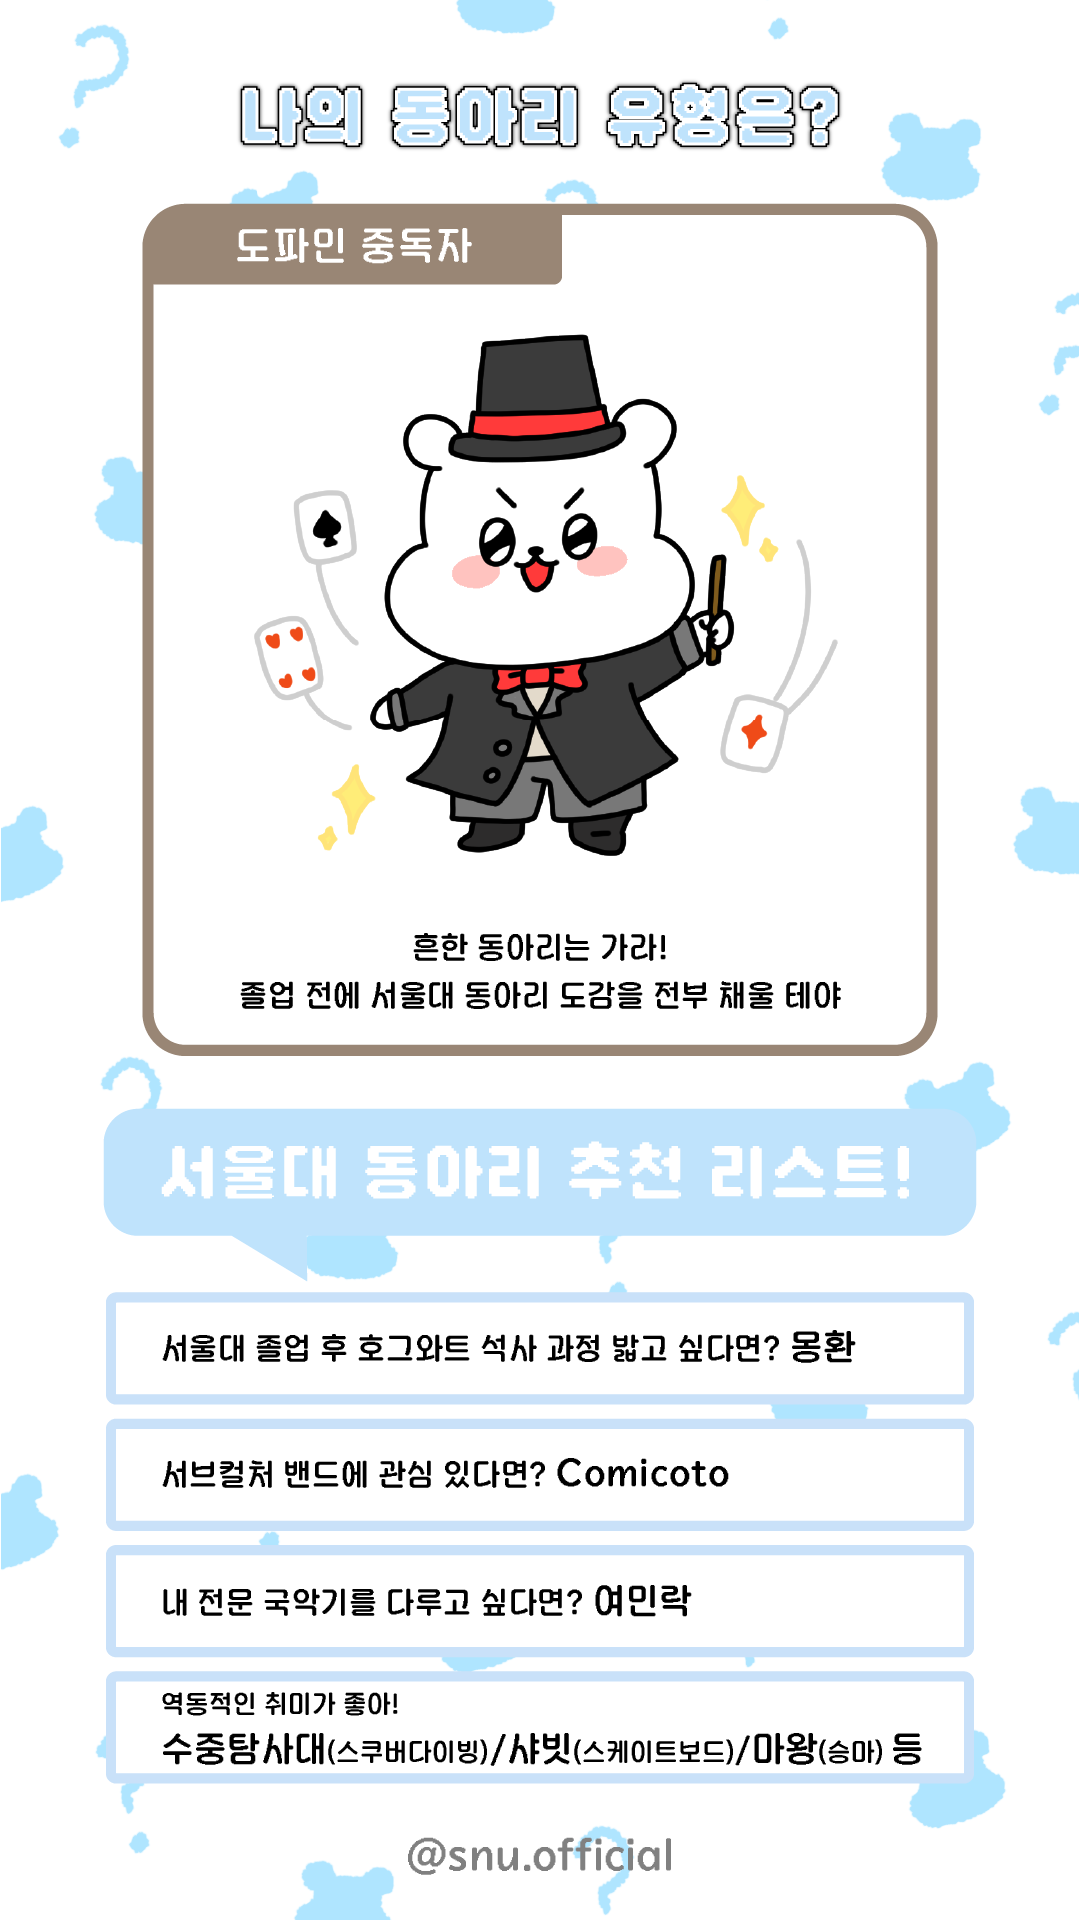 나의 동아리 유형은?
도파민 중독자
흔한 동아리는 가라!
졸업 전에 서울대 동아리 도감을 전부 채울 테야
서울대 동아리 추천 리스트!
서울대 졸업 후 호그와트 석사 과정 밟고 싶다면? 몽환
서브컬처 밴드에 관심 있다면? Comicoto
내 전문 국악기를 다루고 싶다면? 여민락
역동적인 취미가 좋아!
수중탐사대(스쿠버다이빙)/샤빗(스케이트보드)/마왕(승마) 등
@snu.official